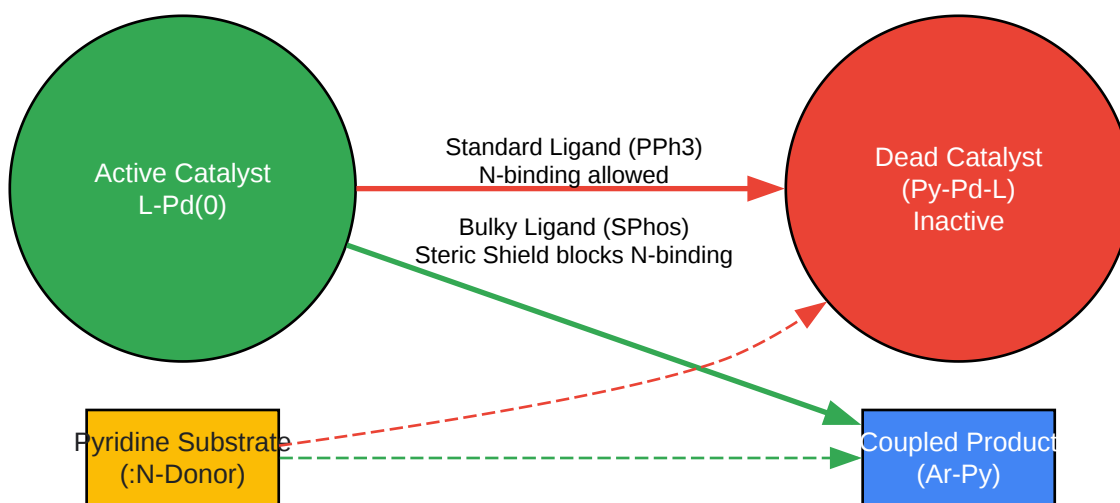 Active Catalyst
L-Pd(0)
Standard Ligand (PPh3)
N-binding allowed
Bulky Ligand (SPhos)
Steric Shield blocks N-binding
Dead Catalyst
(Py-Pd-L)
Inactive
Pyridine Substrate
(:N-Donor)
Coupled Product
(Ar-Py)